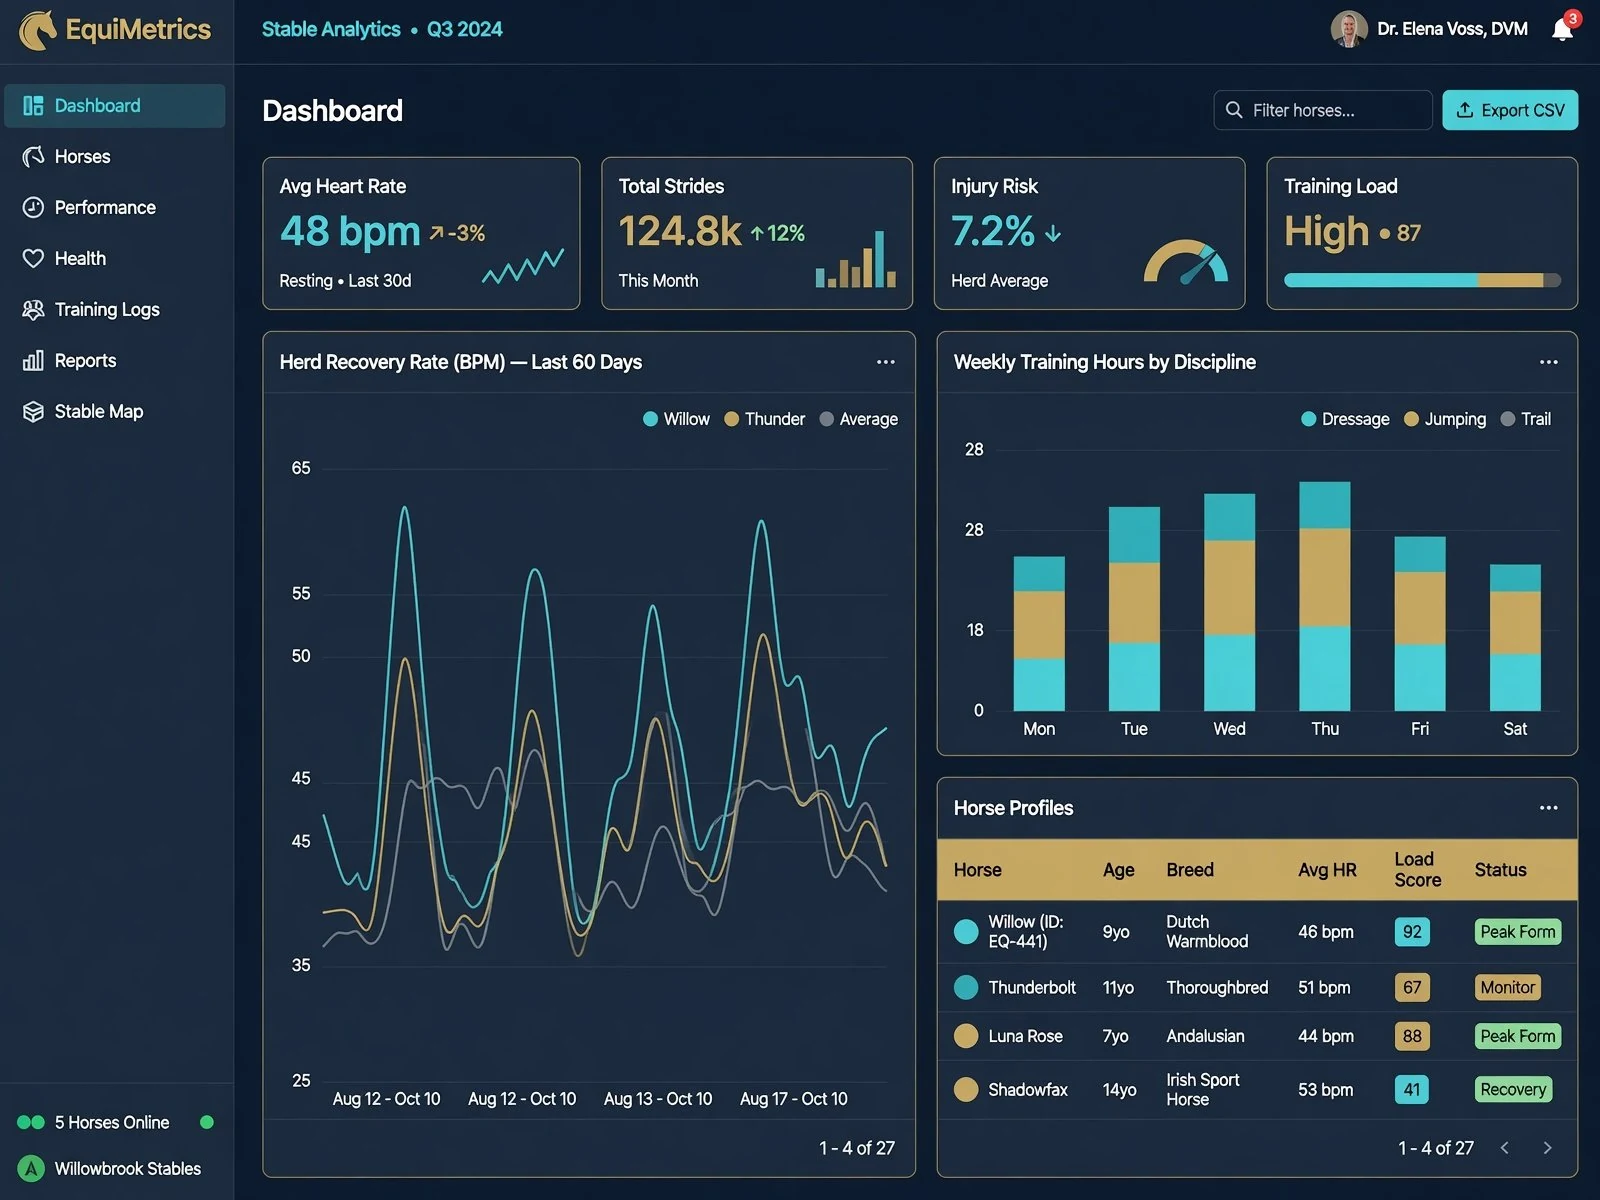 EquiMetrics
Stable Analytics • Q3 2024
Dr. Elena Voss, DVM
3
Dashboard
Horses
Performance
Health
Training Logs
Reports
Stable Map
5 Horses Online
A
Willowbrook Stables
Dashboard
Filter horses...
Export CSV
Avg Heart Rate
48 bpm ↗-3%
Resting • Last 30d
Total Strides
124.8k ↑12%
This Month
Injury Risk
7.2% ↓
Herd Average
Training Load
High • 87
Herd Recovery Rate (BPM) — Last 60 Days
Willow Thunder Average
65
55
50
45
45
35
25
Aug 12 - Oct 10 Aug 12 - Oct 10 Aug 13 - Oct 10 Aug 17 - Oct 10
1 - 4 of 27
Weekly Training Hours by Discipline
Dressage Jumping Trail
28
28
18
0
Mon Tue Wed Thu Fri Sat
Horse Profiles
Horse Age Breed Avg HR Load Score Status
Willow (ID: EQ-441) 9yo Dutch Warmblood 46 bpm 92 Peak Form
Thunderbolt 11yo Thoroughbred 51 bpm 67 Monitor
Luna Rose 7yo Andalusian 44 bpm 88 Peak Form
Shadowfax 14yo Irish Sport Horse 53 bpm 41 Recovery
1 - 4 of 27